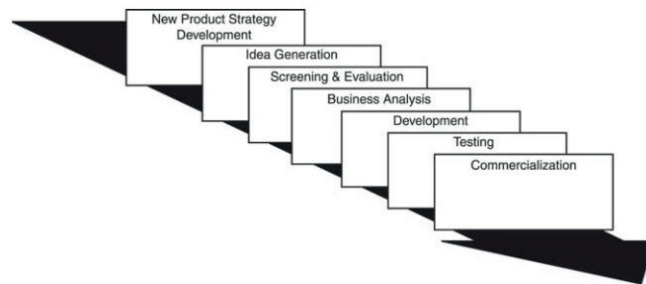 New Product Strategy
Development
Idea Generation
Screening & Evaluation
Business Analysis
Development
Testing
Commercialization